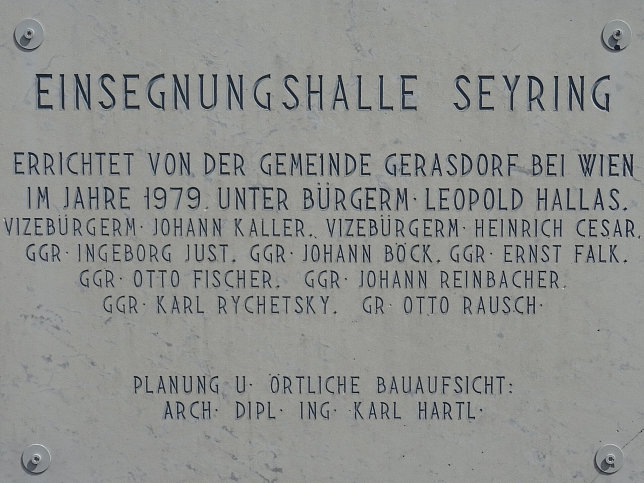 EINSEGNUNGSHALLE SEYRING
ERRICHTET VON DER GEMEINDE GERASDORF BEI WIEN
IM JAHRE 1979. UNTER BÜRGERM· LEOPOLD HALLAS.
VIZEBÜRGERM· JOHANN KALLER. VIZEBÜRGERM· HEINRICH CESAR.
GGR· INGEBORG JUST. GGR· JOHANN BÖCK. GGR· ERNST FALK.
GGR· OTTO FISCHER. GGR· JOHANN REINBACHER.
GGR· KARL RYCHETSKY. GR· OTTO RAUSCH·
PLANUNG U· ÖRTLICHE BAUAUFSICHT:
ARCH· DIPL· ING· KARL HARTL·